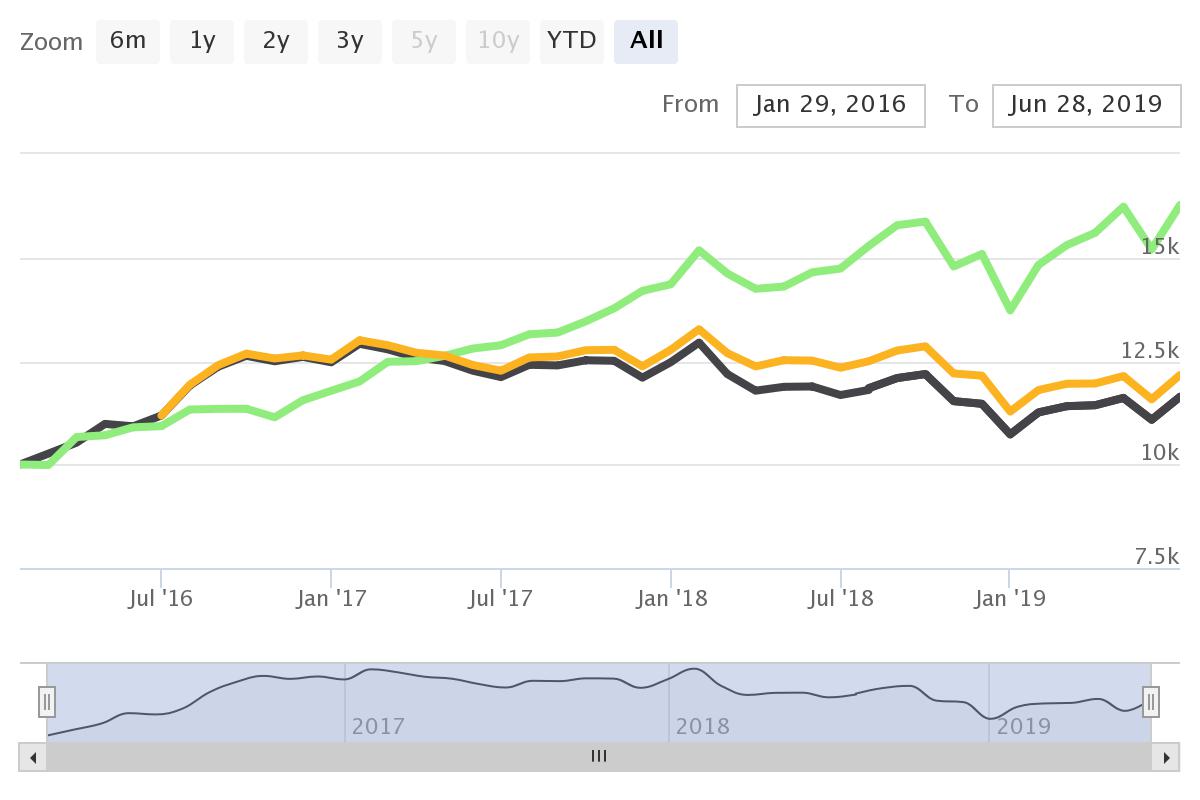 Zoom 6m 1y 2y 3y 5y 10y YTD All
From Jan 29, 2016 To Jun 28, 2019
15k
12.5k
10k
7.5k
Jul '16 Jan '17 Jul '17 Jan '18 Jul '18 Jan '19
2017 2018 2019